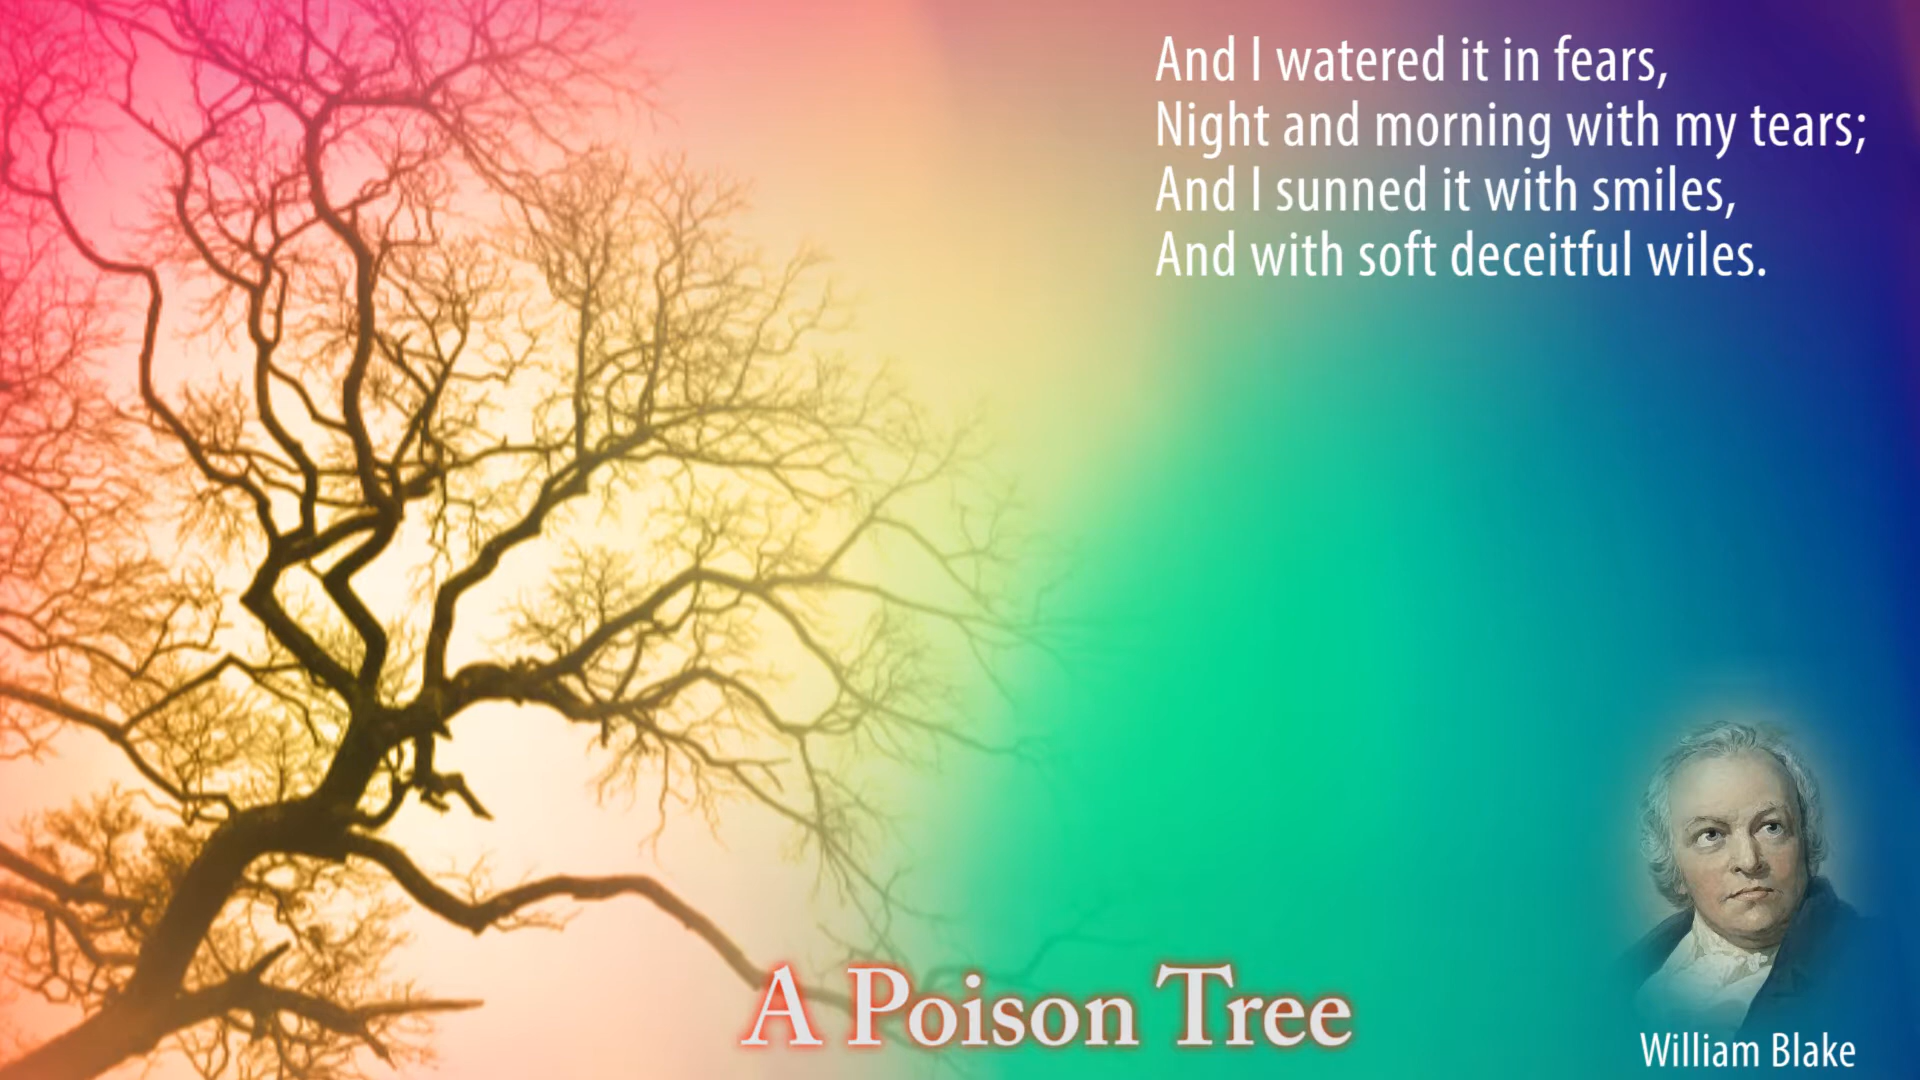 And I watered it in fears,
Night and morning with my tears;
And I sunned it with smiles,
And with soft deceitful wiles.
A Poison Tree
William Blake